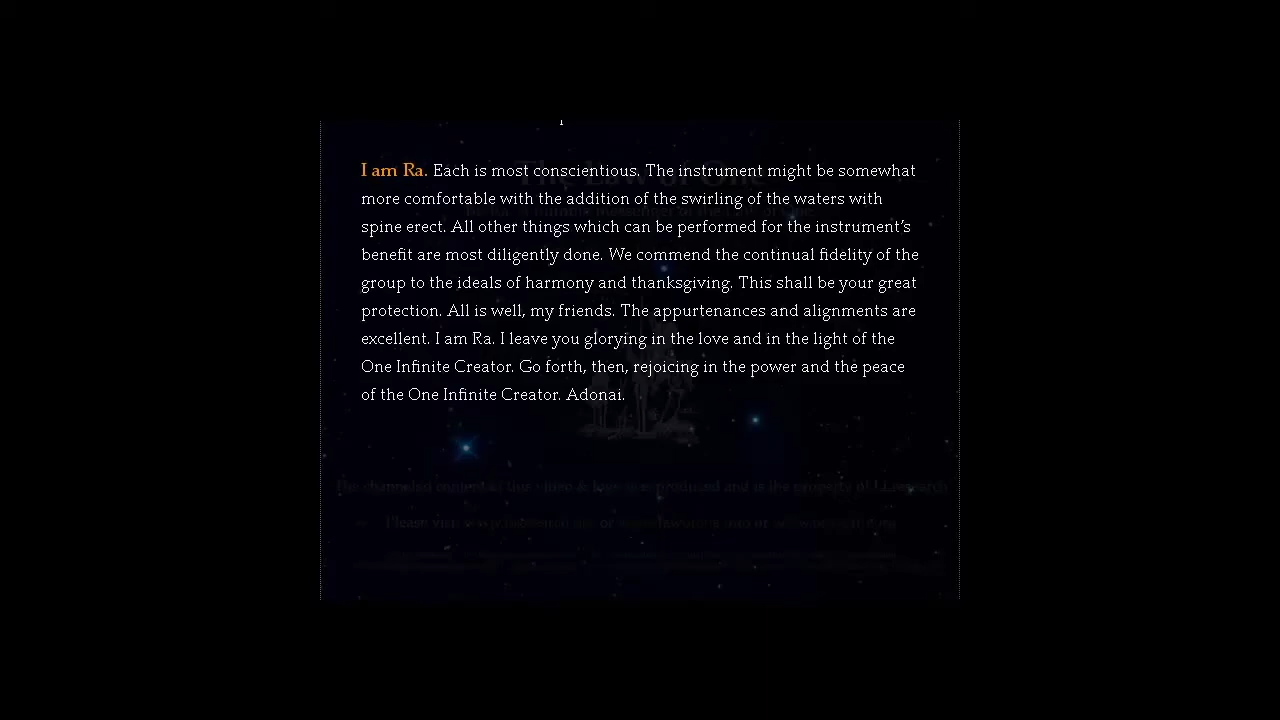 I am Ra. Each is most conscientious. The instrument might be somewhat
more comfortable with the addition of the swirling of the waters with
spine erect. All other things which can be performed for the instrument’s
benefit are most diligently done. We commend the continual fidelity of the
group to the ideals of harmony and thanksgiving. This shall be your great
protection. All is well, my friends. The appurtenances and alignments are
excellent. I am Ra. I leave you glorying in the love and in the light of the
One Infinite Creator. Go forth, then, rejoicing in the power and the peace
of the One Infinite Creator. Adonai.
The Law of One